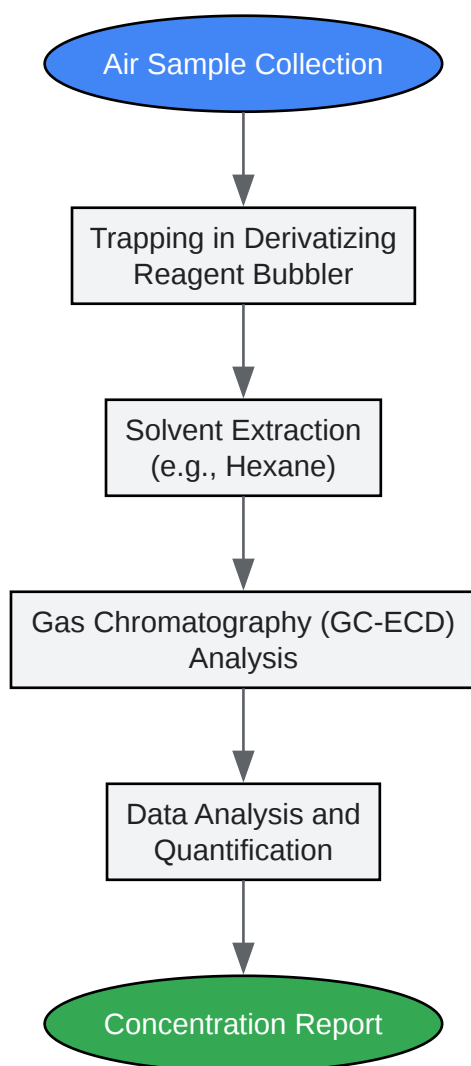 Air Sample Collection
Trapping in Derivatizing
Reagent Bubbler
Solvent Extraction
(e.g., Hexane)
Gas Chromatography (GC-ECD)
Analysis
Data Analysis and
Quantification
Concentration Report